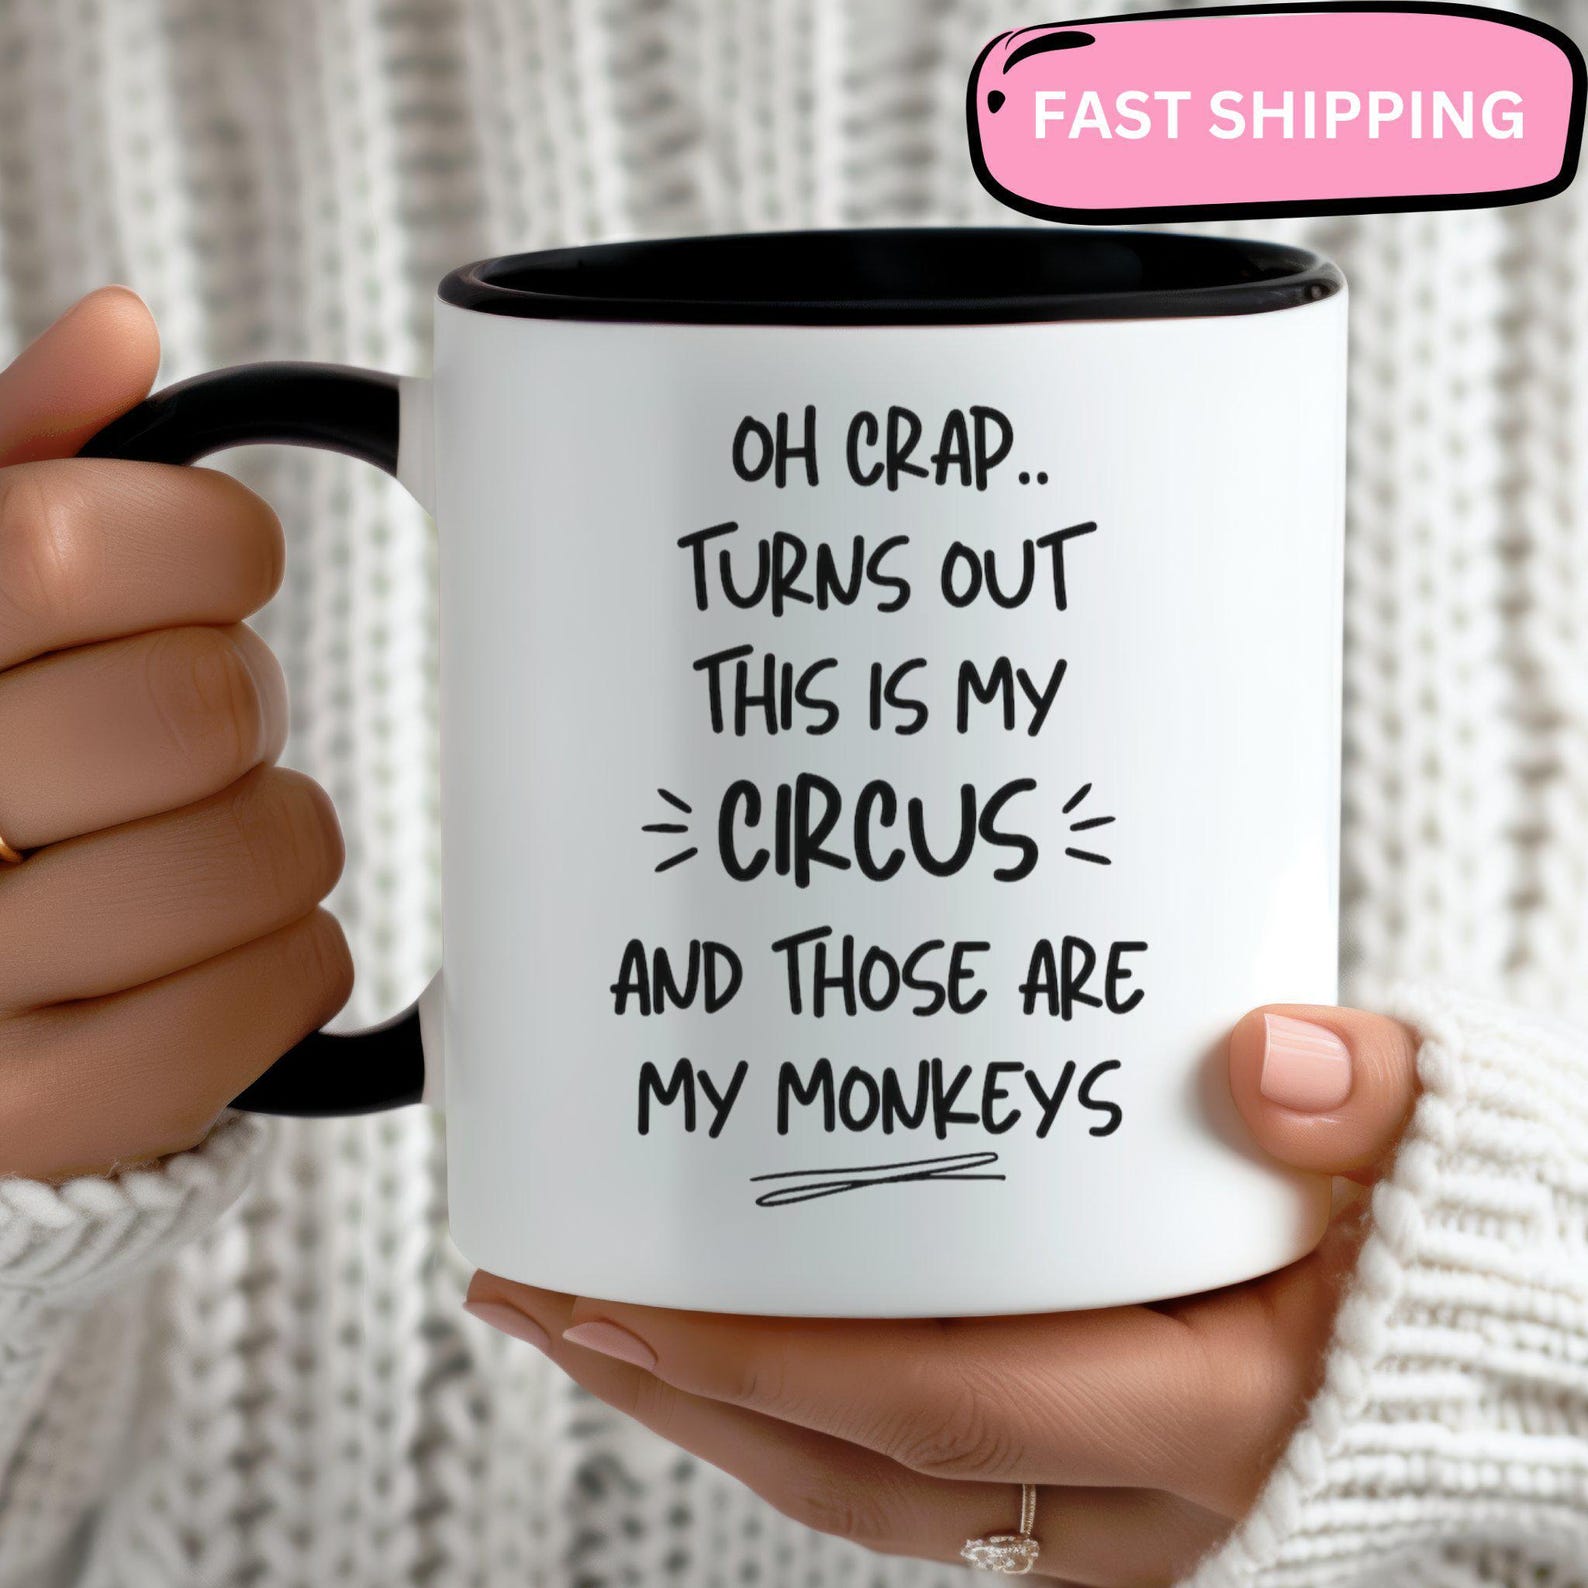 FAST SHIPPING
OH CRAP..
TURNS OUT
THIS IS MY
CIRCUS
AND THOSE ARE
MY MONKEYS